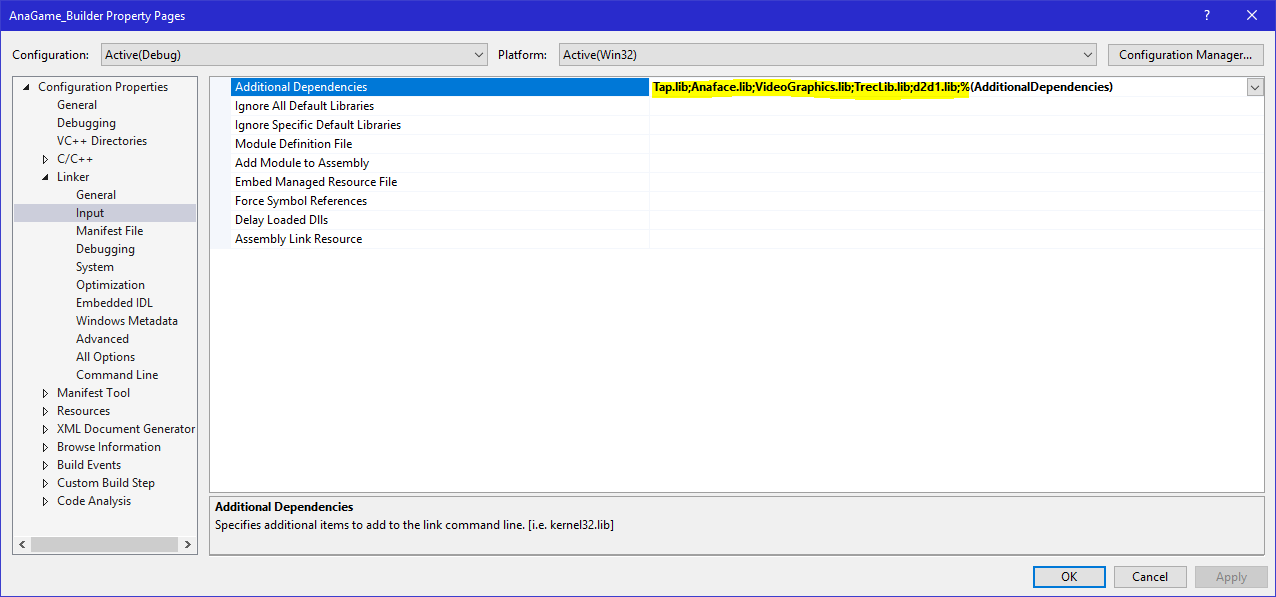 AnaGame_Builder Property Pages
?
Configuration: Active(Debug) Platform: Active(Win32) Configuration Manager...
Configuration Properties
General
Debugging
VC++ Directories
C/C++
Linker
General
Input
Manifest File
Debugging
System
Optimization
Embedded IDL
Windows Metadata
Advanced
All Options
Command Line
Manifest Tool
Resources
XML Document Generator
Browse Information
Build Events
Custom Build Step
Code Analysis
Additional Dependencies Tap.lib;Anaface.lib;VideoGraphics.lib;TrecLib.lib;d2d1.lib;%(AdditionalDependencies)
Ignore All Default Libraries
Ignore Specific Default Libraries
Module Definition File
Add Module to Assembly
Embed Managed Resource File
Force Symbol References
Delay Loaded Dlls
Assembly Link Resource
Additional Dependencies
Specifies additional items to add to the link command line. [i.e. kernel32.lib]
OK Cancel Apply